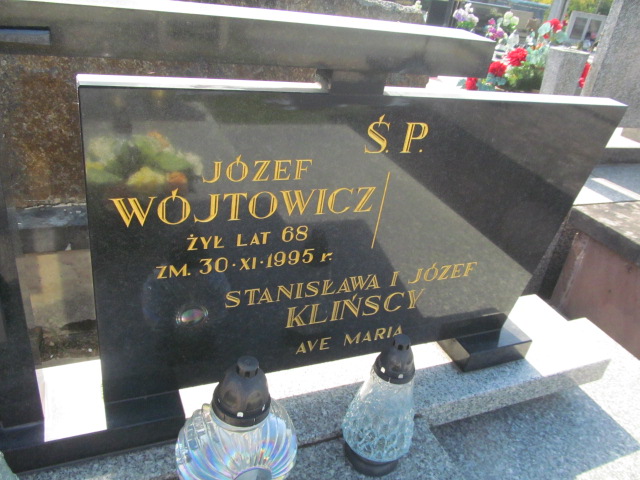 Ś.P.
JÓZEF
WÓJTOWICZ
ŻYŁ LAT 68
ZM. 30·XI·1995 r.
STANISŁAWA I JÓZEF
KLIŃSCY
AVE MARIA